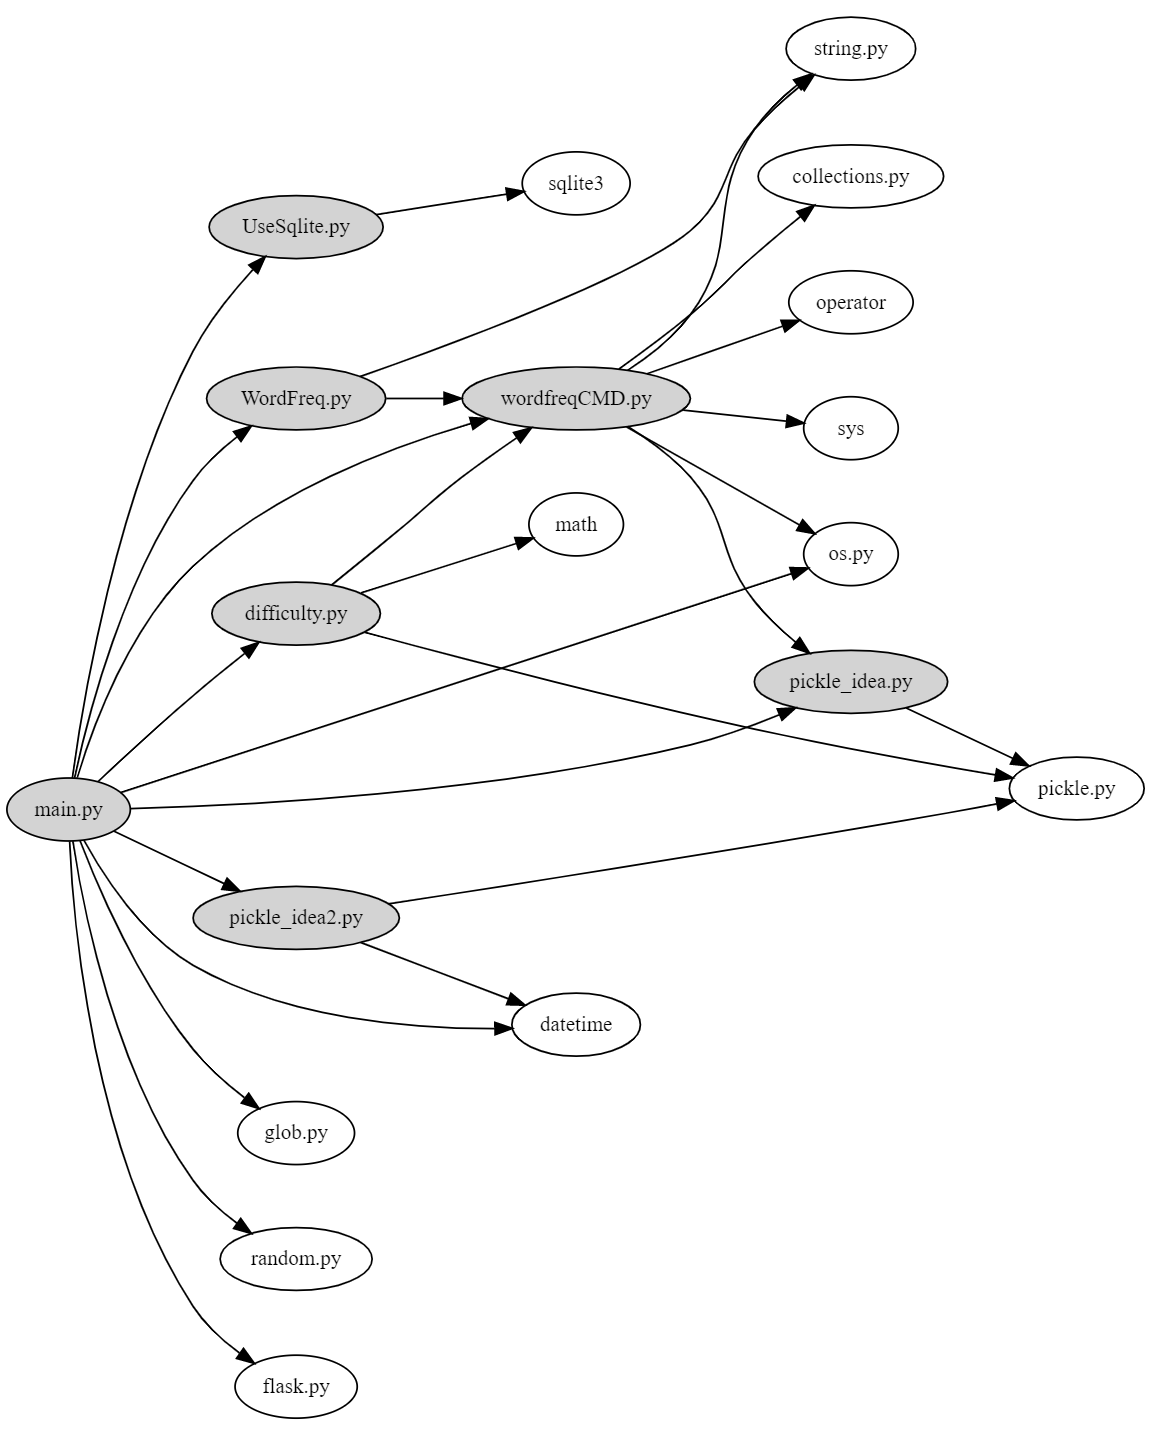 string.py
collections.py
sqlite3
UseSqlite.py
operator
WordFreq.py
wordfreqCMD.py
sys
math
os.py
difficulty.py
pickle_idea.py
main.py
pickle.py
pickle_idea2.py
datetime
glob.py
random.py
flask.py